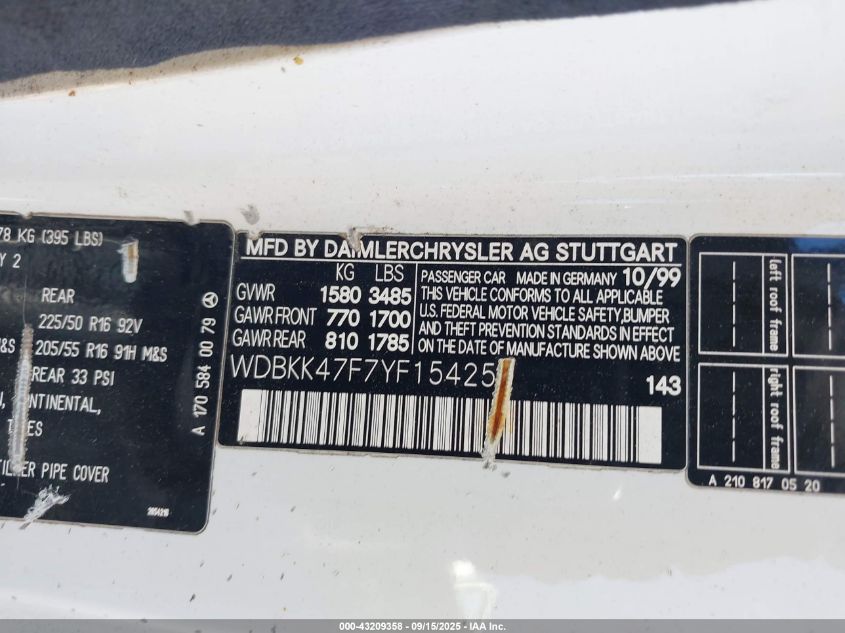 78 KG (395 LBS)
Y 2
REAR
225/50 R16 92V
&S 205/55 R16 91H M&S
REAR 33 PSI
CONTINENTAL,
PIPE COVER
A 170 584 00 79
MFD BY DAIMLERCHRYSLER AG STUTTGART
KG LBS
GVWR 1580 3485
GAWR FRONT 770 1700
GAWR REAR 810 1785
PASSENGER CAR MADE IN GERMANY 10/99
THIS VEHICLE CONFORMS TO ALL APPLICABLE
U.S. FEDERAL MOTOR VEHICLE SAFETY,BUMPER
AND THEFT PREVENTION STANDARDS IN EFFECT
ON THE DATE OF MANUFACTURE SHOWN ABOVE
WDBKK47F7YF15425
143
left roof frame
right roof frame
A 210 817 05 20
000-43209358 - 09/15/2025 - IAA Inc.